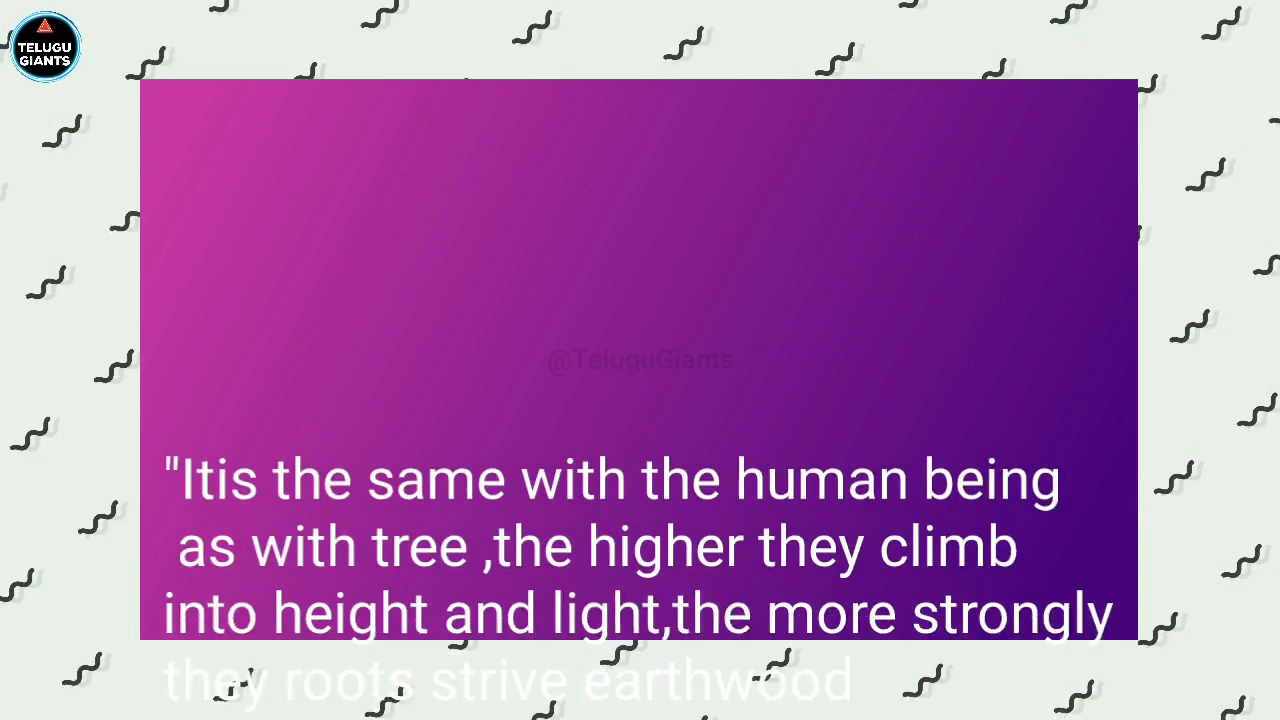 TELUGU
GIANTS
@TeluguGiants
"Itis the same with the human being
as with tree ,the higher they climb
into height and light,the more strongly
they roots strive earthwood